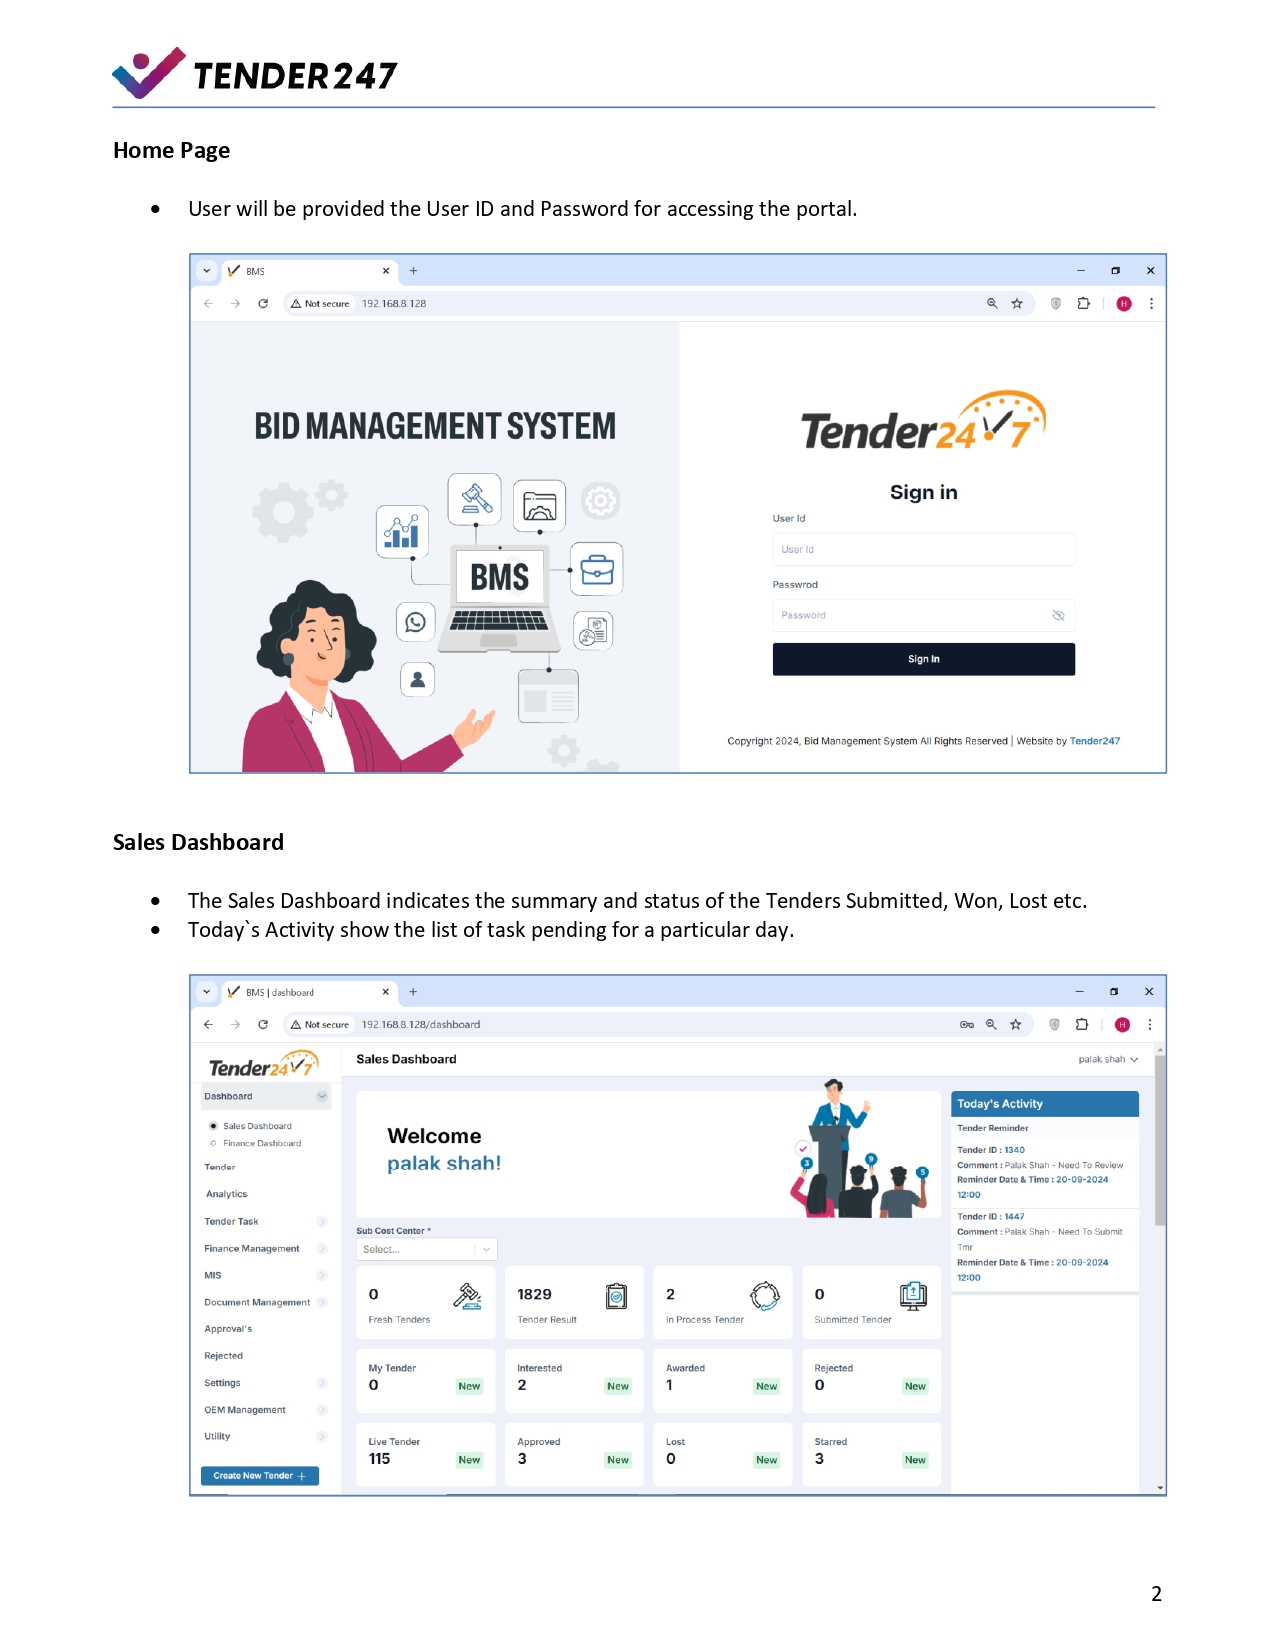 TENDER247
Home Page
• User will be provided the User ID and Password for accessing the portal.
BMS
Not secure 192.168.8.128
H
BID MANAGEMENT SYSTEM
BMS
Tender247
Sign in
User Id
User Id
Passwrod
Password
Sign In
Copyright 2024, Bid Management System All Rights Reserved | Website by Tender247
Sales Dashboard
• The Sales Dashboard indicates the summary and status of the Tenders Submitted, Won, Lost etc.
• Today`s Activity show the list of task pending for a particular day.
BMS | dashboard
Not secure 192.168.8.128/dashboard
H
Tender247
Dashboard
Sales Dashboard
Finance Dashboard
Tender
Analytics
Tender Task
Finance Management
MIS
Document Management
Approval's
Rejected
Settings
OEM Management
Utility
Create New Tender +
Sales Dashboard
palak shah
Welcome
palak shah!
3
9
5
Sub Cost Center *
Select...
0
Fresh Tenders
1829
Tender Result
2
In Process Tender
0
Submitted Tender
My Tender
0 New
Interested
2 New
Awarded
1 New
Rejected
0 New
Live Tender
115 New
Approved
3 New
Lost
0 New
Starred
3 New
Today's Activity
Tender Reminder
Tender ID : 1340
Comment : Palak Shah - Need To Review
Reminder Date & Time : 20-09-2024
12:00
Tender ID : 1447
Comment : Palak Shah - Need To Submit
Tmr
Reminder Date & Time : 20-09-2024
12:00
2